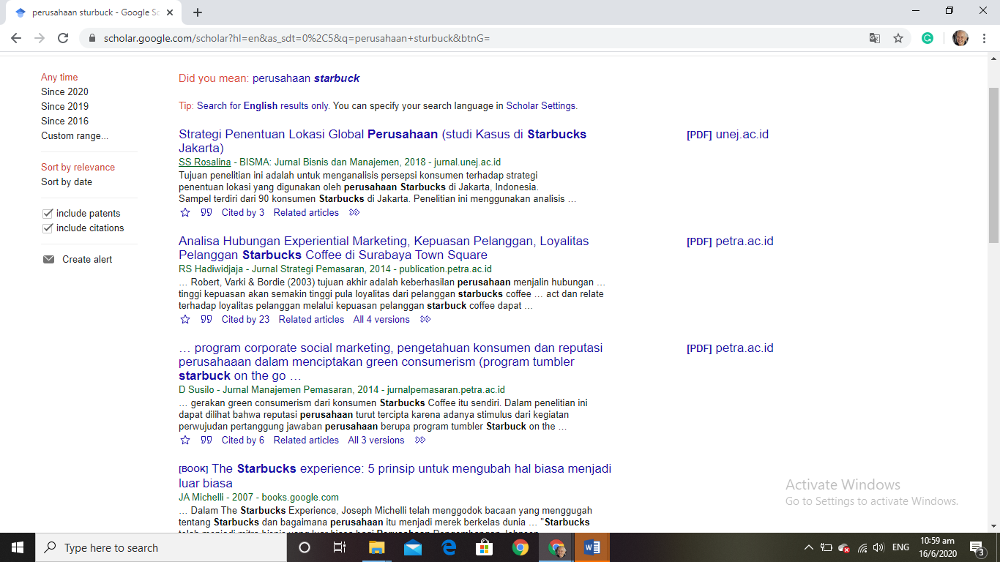 perusahaan sturbuck - Google Sc
scholar.google.com/scholar?hl=en&as_sdt=0%2C5&q=perusahaan+sturbuck&btnG=
Any time
Since 2020
Since 2019
Since 2016
Custom range...
Sort by relevance
Sort by date
include patents
include citations
Create alert
Did you mean: perusahaan starbuck
Tip: Search for English results only. You can specify your search language in Scholar Settings.
Strategi Penentuan Lokasi Global Perusahaan (studi Kasus di Starbucks
Jakarta)
SS Rosalina - BISMA: Jurnal Bisnis dan Manajemen, 2018 - jurnal.unej.ac.id
Tujuan penelitian ini adalah untuk menganalisis persepsi konsumen terhadap strategi
penentuan lokasi yang digunakan oleh perusahaan Starbucks di Jakarta, Indonesia.
Sampel terdiri dari 90 konsumen Starbucks di Jakarta. Penelitian ini menggunakan analisis …
Cited by 3 Related articles
[PDF] unej.ac.id
Analisa Hubungan Experiential Marketing, Kepuasan Pelanggan, Loyalitas
Pelanggan Starbucks Coffee di Surabaya Town Square
RS Hadiwidjaja - Jurnal Strategi Pemasaran, 2014 - publication.petra.ac.id
… Robert, Varki & Bordie (2003) tujuan akhir adalah keberhasilan perusahaan menjalin hubungan …
tinggi kepuasan akan semakin tinggi pula loyalitas dari pelanggan starbucks coffee … act dan relate
terhadap loyalitas pelanggan melalui kepuasan pelanggan starbuck coffee dapat …
Cited by 23 Related articles All 4 versions
[PDF] petra.ac.id
… program corporate social marketing, pengetahuan konsumen dan reputasi
perusahaaan dalam menciptakan green consumerism (program tumbler
starbuck on the go …
D Susilo - Jurnal Manajemen Pemasaran, 2014 - jurnalpemasaran.petra.ac.id
… gerakan green consumerism dari konsumen Starbucks Coffee itu sendiri. Dalam penelitian ini
dapat dilihat bahwa reputasi perusahaan turut tercipta karena adanya stimulus dari kegiatan
perwujudan pertanggung jawaban perusahaan berupa program tumbler Starbuck on the …
Cited by 6 Related articles All 3 versions
[PDF] petra.ac.id
[BOOK] The Starbucks experience: 5 prinsip untuk mengubah hal biasa menjadi
luar biasa
JA Michelli - 2007 - books.google.com
… Dalam The Starbucks Experience, Joseph Michelli telah menggodok bacaan yang menggugah
tentang Starbucks dan bagaimana perusahaan itu menjadi merek berkelas dunia … "Starbucks
Activate Windows
Go to Settings to activate Windows.
Type here to search
ENG
10:59 am
16/6/2020
3